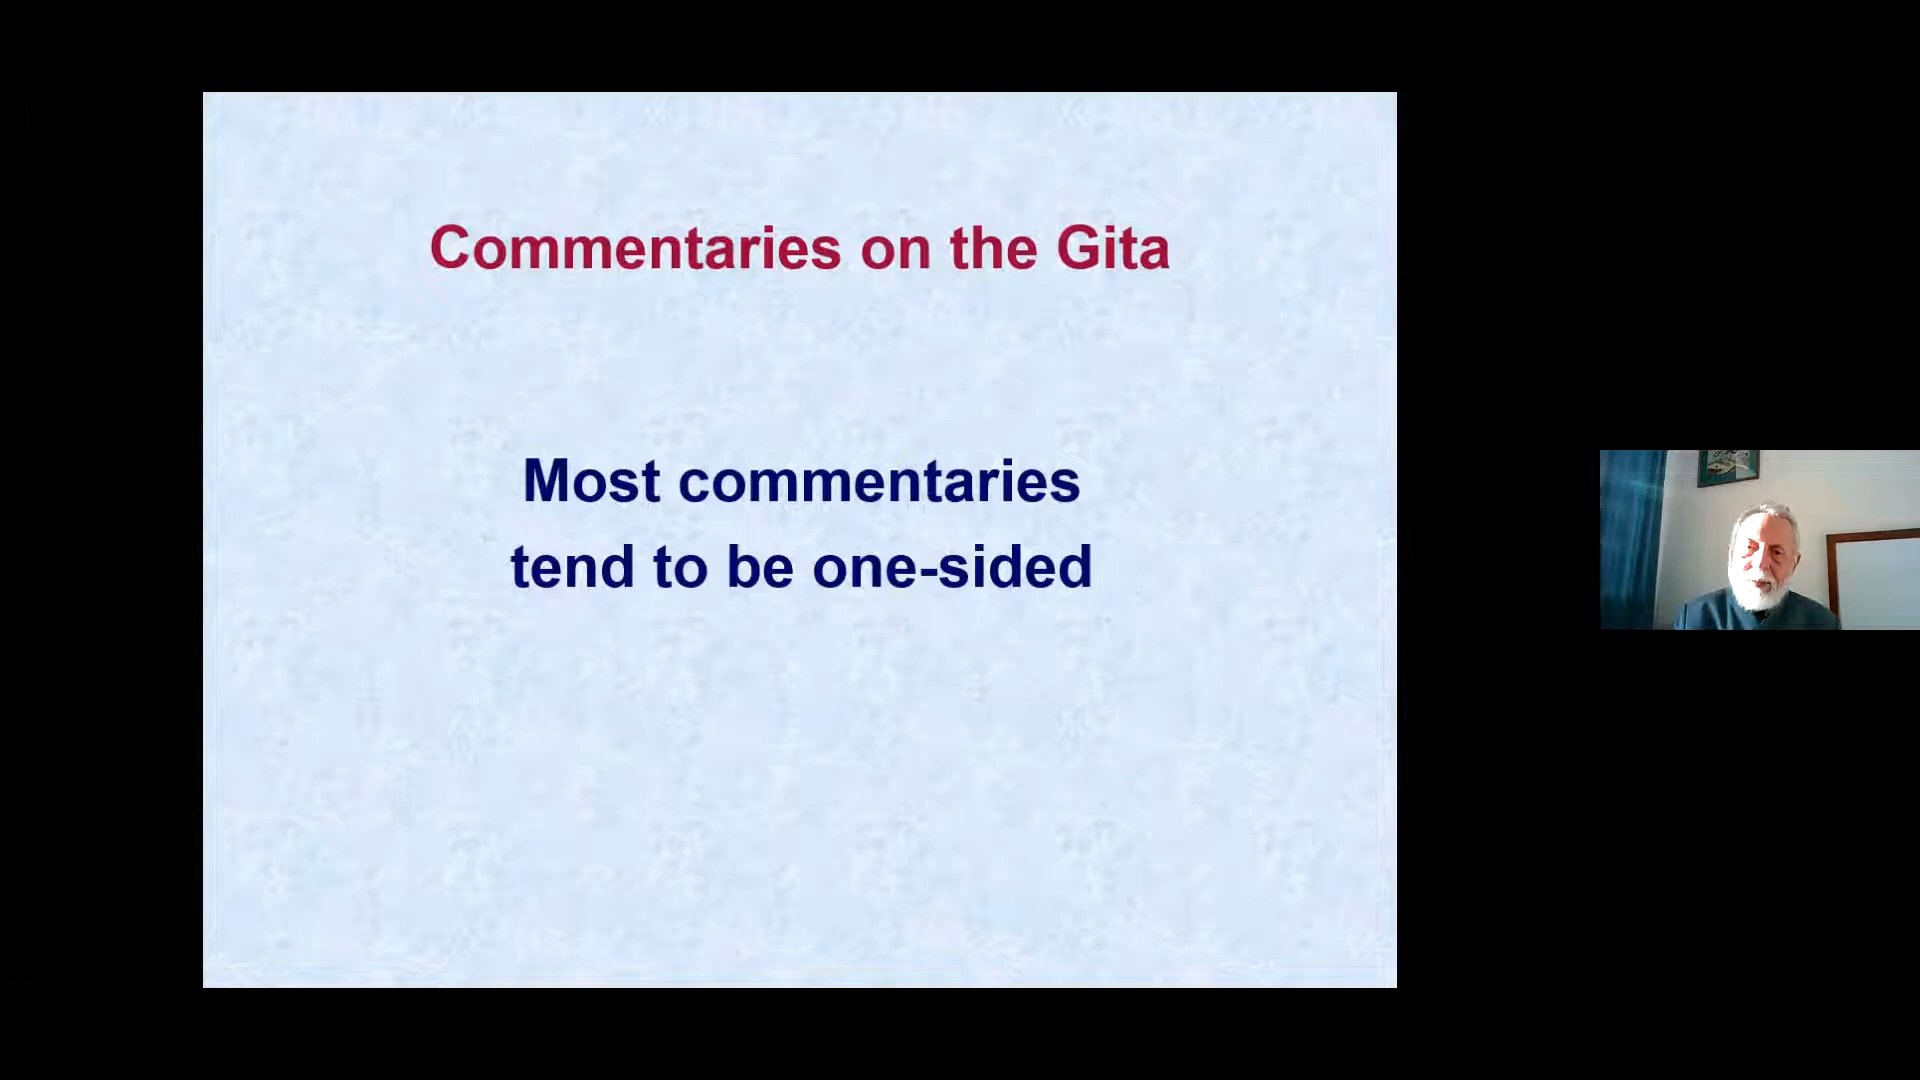 Commentaries on the Gita
Most commentaries
tend to be one-sided